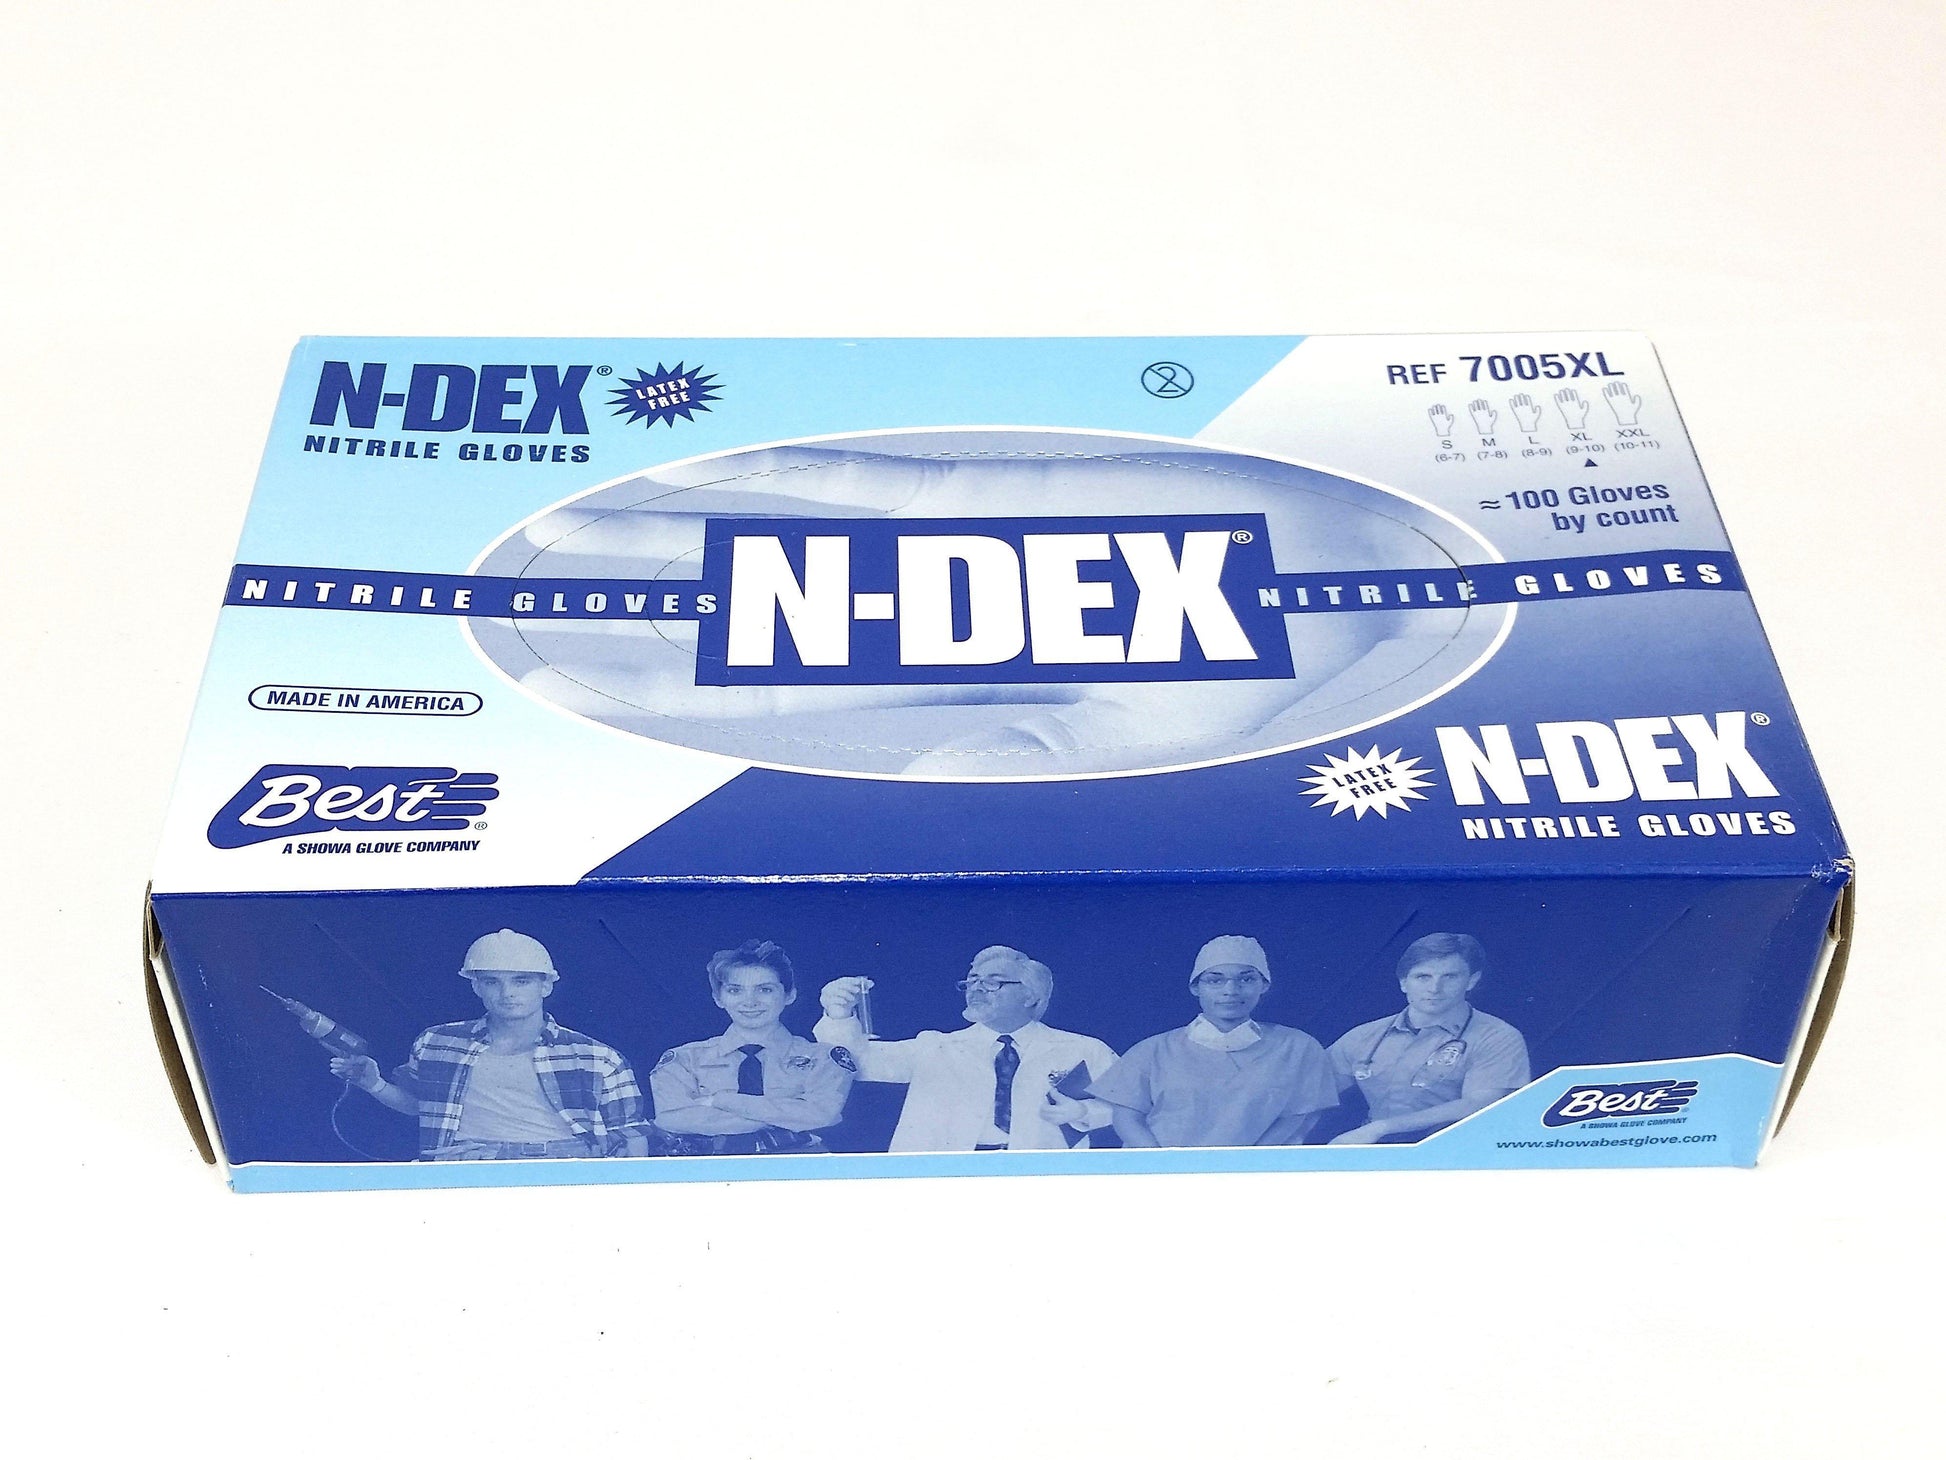 N-DEX®
NITRILE GLOVES
LATEX
FREE
2
REF 7005XL
S M L XL XXL
(6-7) (7-8) (8-9) (9-10) (10-11)
≈100 Gloves
by count
NITRILE GLOVES N-DEX® NITRILE GLOVES
MADE IN AMERICA
Best®
A SHOWA GLOVE COMPANY
LATEX
FREE
N-DEX®
NITRILE GLOVES
Best®
A SHOWA GLOVE COMPANY
www.showabestglove.com